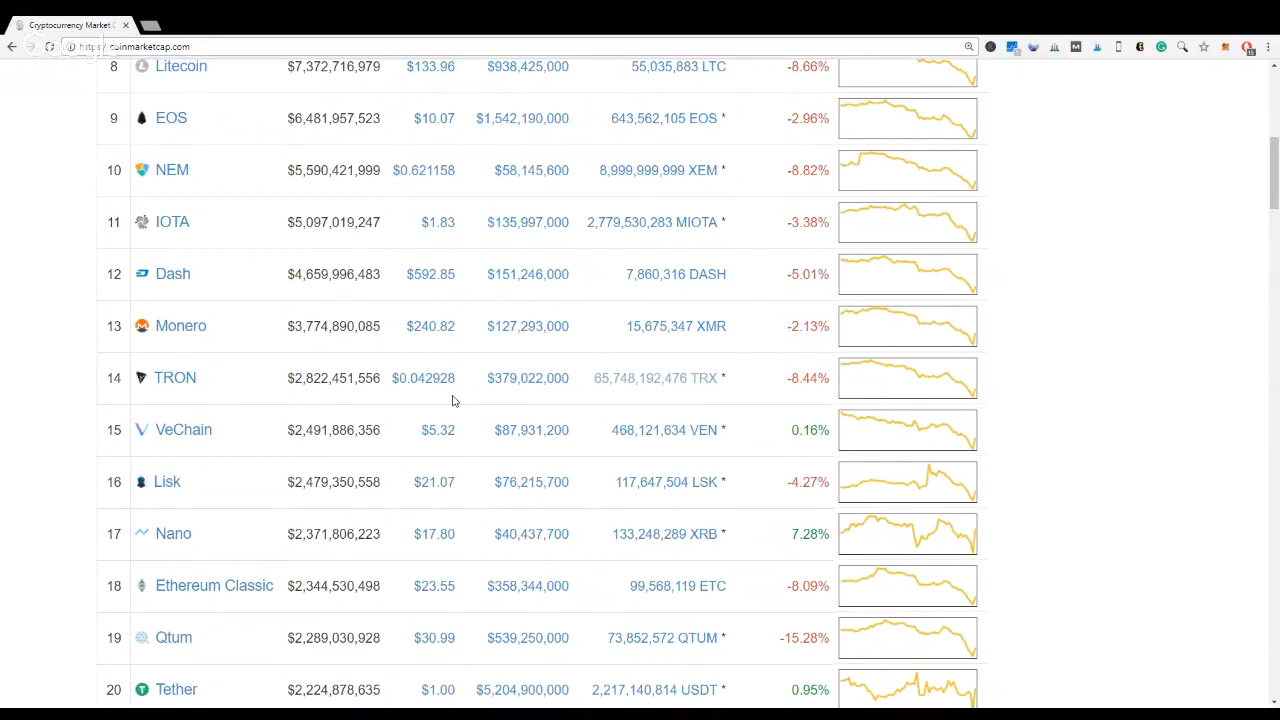 Cryptocurrency Market C
https://coinmarketcap.com
8 Litecoin $7,372,716,979 $133.96 $938,425,000 55,035,883 LTC -8.66%
9 EOS $6,481,957,523 $10.07 $1,542,190,000 643,562,105 EOS * -2.96%
10 NEM $5,590,421,999 $0.621158 $58,145,600 8,999,999,999 XEM * -8.82%
11 IOTA $5,097,019,247 $1.83 $135,997,000 2,779,530,283 MIOTA * -3.38%
12 Dash $4,659,996,483 $592.85 $151,246,000 7,860,316 DASH -5.01%
13 Monero $3,774,890,085 $240.82 $127,293,000 15,675,347 XMR -2.13%
14 TRON $2,822,451,556 $0.042928 $379,022,000 65,748,192,476 TRX * -8.44%
15 VeChain $2,491,886,356 $5.32 $87,931,200 468,121,634 VEN * 0.16%
16 Lisk $2,479,350,558 $21.07 $76,215,700 117,647,504 LSK * -4.27%
17 Nano $2,371,806,223 $17.80 $40,437,700 133,248,289 XRB * 7.28%
18 Ethereum Classic $2,344,530,498 $23.55 $358,344,000 99,568,119 ETC -8.09%
19 Qtum $2,289,030,928 $30.99 $539,250,000 73,852,572 QTUM * -15.28%
20 Tether $2,224,878,635 $1.00 $5,204,900,000 2,217,140,814 USDT * 0.95%